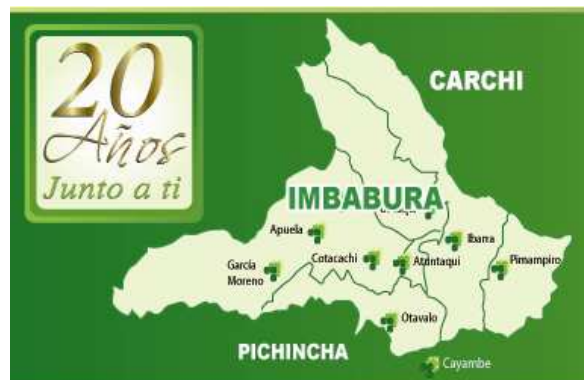 20
Años
Junto a ti
CARCHI
IMBABURA
Apuela
Ibarra
García
Moreno
Cotacachi
Atuntaqui
Pimampiro
Otavalo
PICHINCHA
Cayambe